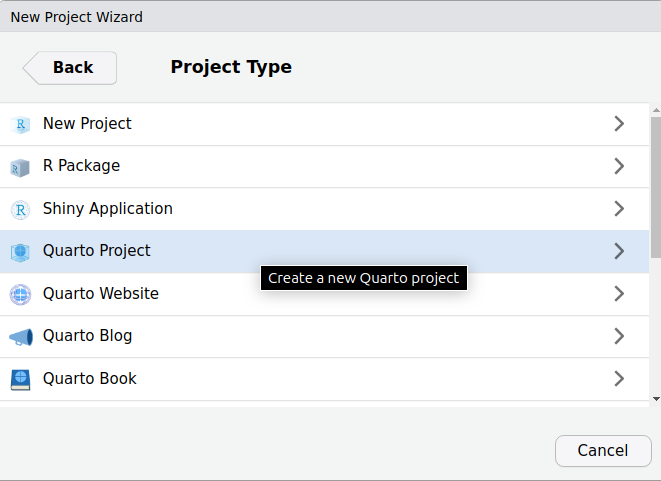 New Project Wizard
Back
Project Type
R New Project
R R Package
R Shiny Application
Quarto Project
Create a new Quarto project
Quarto Website
Quarto Blog
Quarto Book
Cancel